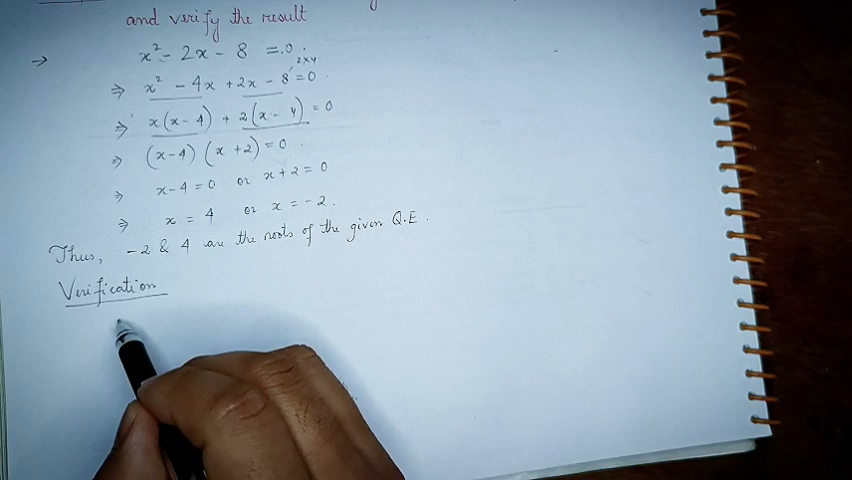 and verify the result
→ x² - 2x - 8 = 0.
⇒ x² - 4x + 2x - 8 = 0. 2×4
⇒ x(x - 4) + 2(x - 4) = 0
⇒ (x-4) (x+2) = 0.
⇒ x-4 = 0 or x+2 = 0
⇒ x = 4 or x = -2.
Thus, -2 & 4 are the roots of the given Q.E.
Verification